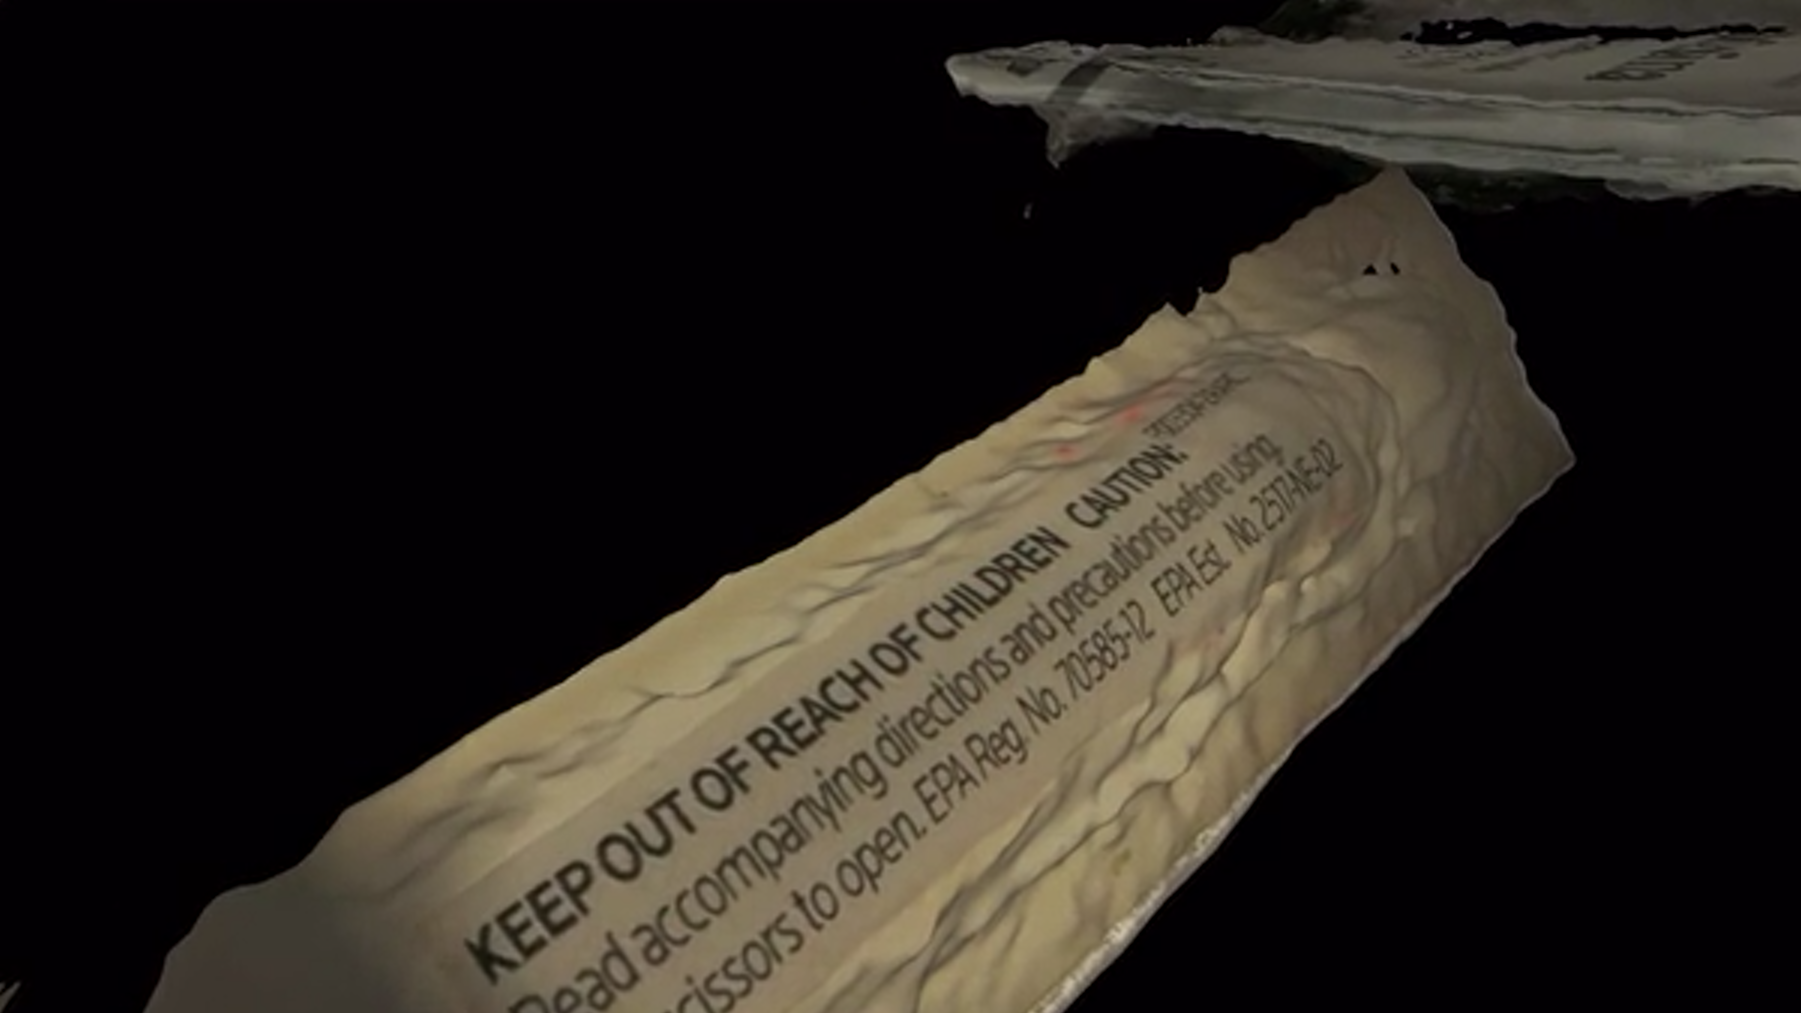 KEEP OUT OF REACH OF CHILDREN CAUTION:
Read accompanying directions and precautions before using.
scissors to open. EPA Reg. No. 70585-12 EPA Est. No. 2517-NE-02